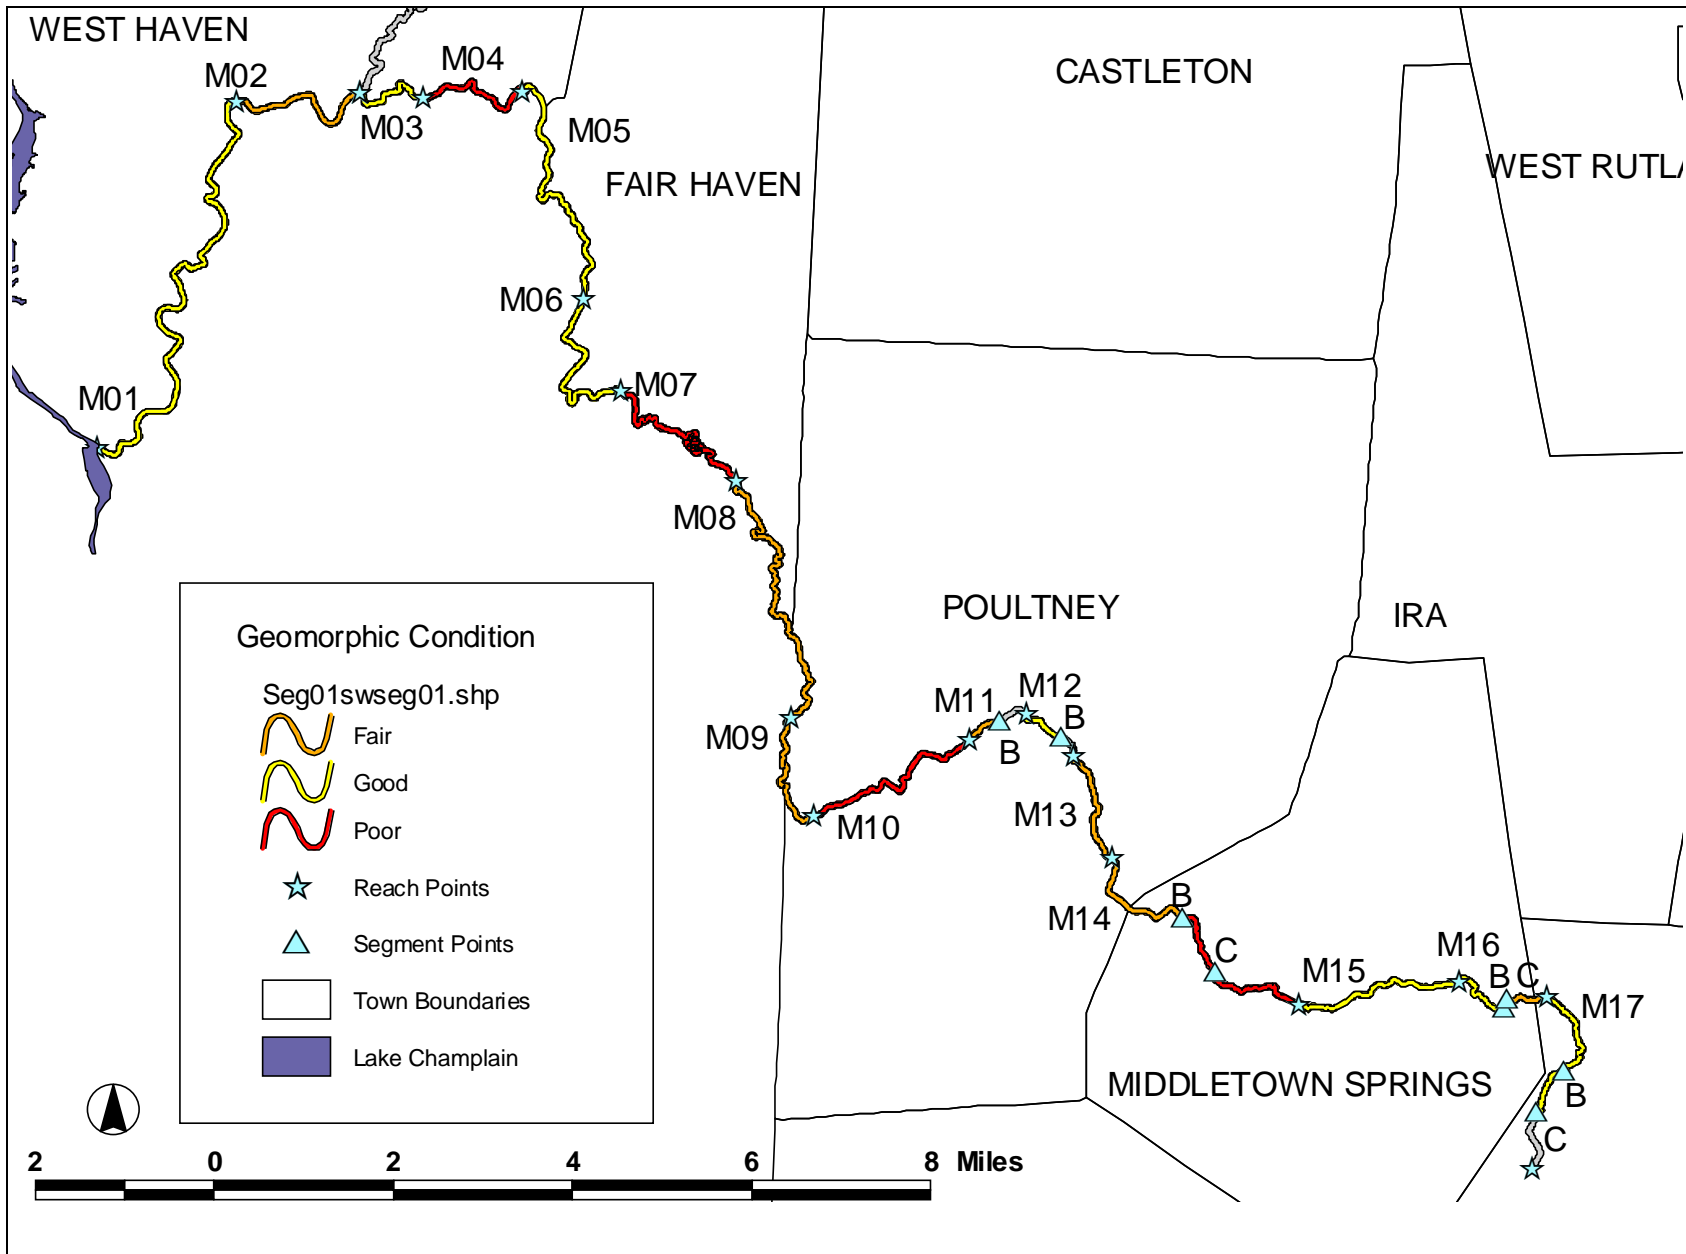 WEST HAVEN
M04
M02
CASTLETON
M03
M05
WEST RUTLA
FAIR HAVEN
M06
M07
M01
M08
POULTNEY
IRA
Geomorphic Condition
Seg01swseg01.shp
Fair
Good
Poor
Reach Points
Segment Points
Town Boundaries
Lake Champlain
M12
M11
B
M09
B
M13
M10
B
M14
C
M16
M15
B C
M17
MIDDLETOWN SPRINGS
B
C
2 0 2 4 6 8 Miles